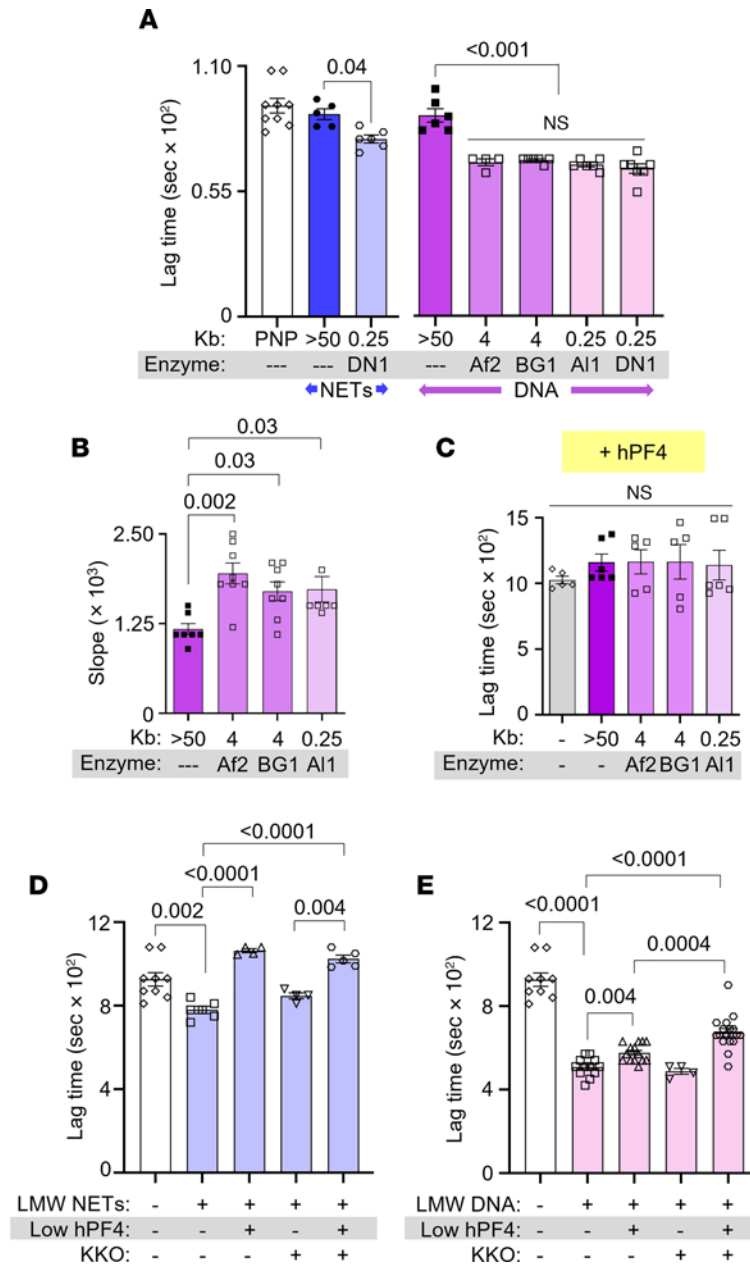 A
<0.001
1.10
0.04
NS
0.55
0
Lag time (sec × 10²)
Kb: PNP >50 0.25 >50 4 4 0.25 0.25
Enzyme: --- --- DN1 --- Af2 BG1 Al1 DN1
NETs DNA
B
0.03
0.03
0.002
2.50
1.25
0
Slope (× 10³)
Kb: >50 4 4 0.25
Enzyme: --- Af2 BG1 Al1
C
+ hPF4
NS
15
10
5
0
Lag time (sec × 10²)
Kb: - >50 4 4 0.25
Enzyme: - - Af2 BG1 Al1
D
<0.0001
<0.0001
0.002 0.004
12
8
4
0
Lag time (sec × 10²)
LMW NETs: - + + + +
Low hPF4: - + +
KKO: - + +
E
<0.0001
<0.0001
0.0004
0.004
12
8
4
0
Lag time (sec × 10²)
LMW DNA: - + + + +
Low hPF4: - + +
KKO: - + +